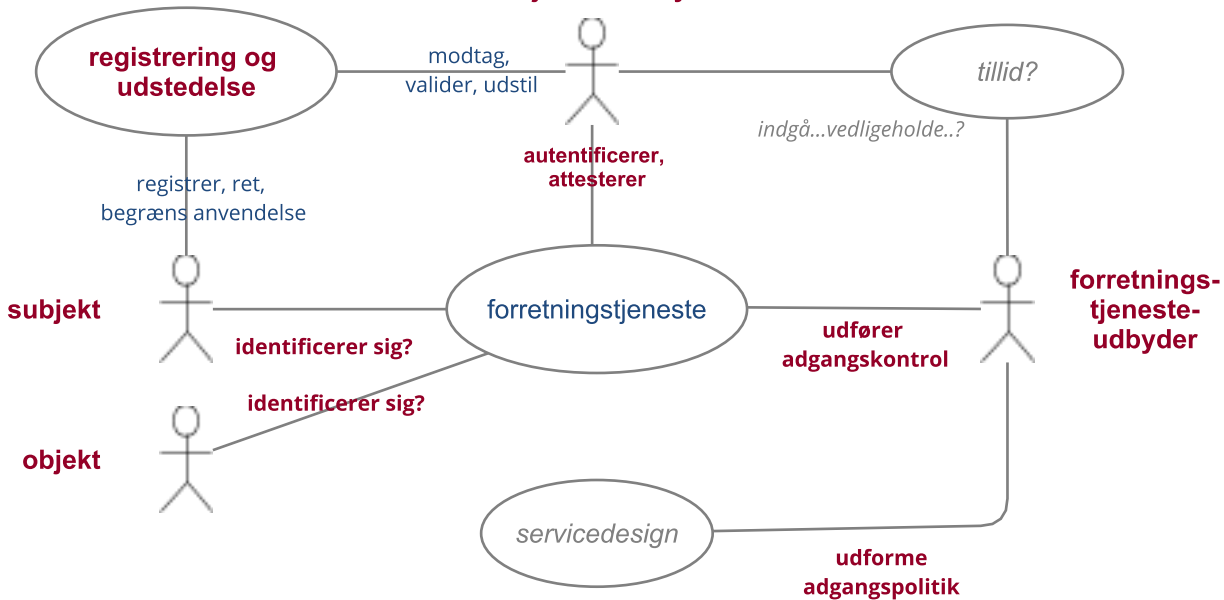 registrering og
udstedelse
modtag,
valider, udstil
tillid?
indgå...vedligeholde..?
autentificerer,
attesterer
registrer, ret,
begræns anvendelse
subjekt
forretningstjeneste
forretnings-
tjeneste-
udbyder
identificerer sig?
udfører
adgangskontrol
identificerer sig?
objekt
servicedesign
udforme
adgangspolitik